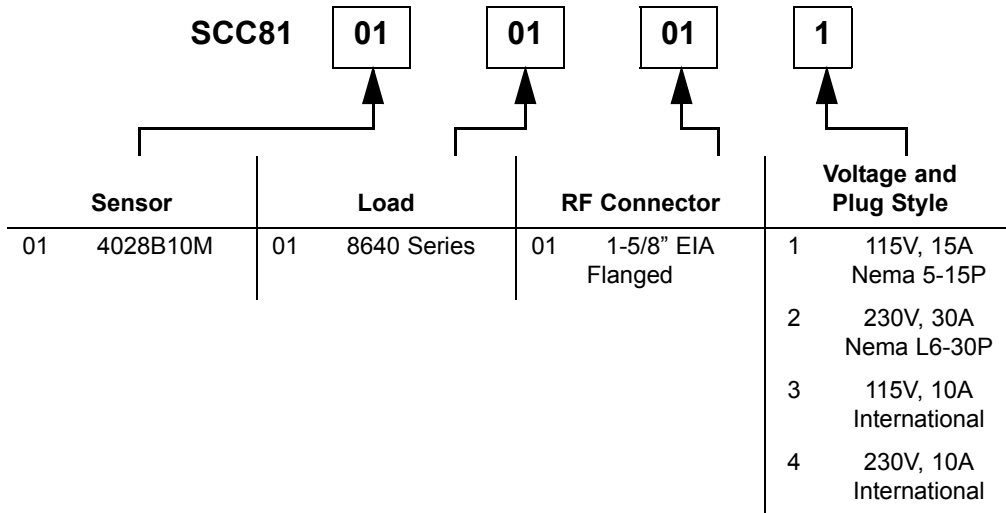 SCC81 01 01 01 1
Sensor
Load
RF Connector
Voltage and
Plug Style
01 4028B10M
01 8640 Series
01 1-5/8” EIA
Flanged
1 115V, 15A
Nema 5-15P
2 230V, 30A
Nema L6-30P
3 115V, 10A
International
4 230V, 10A
International